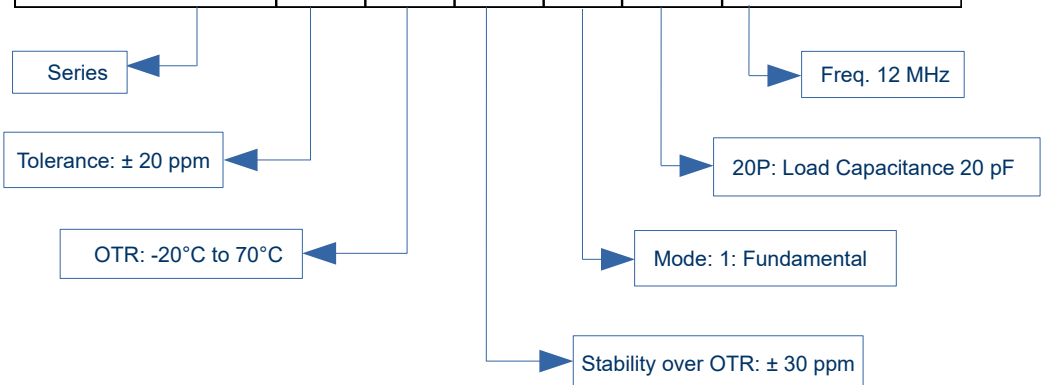 Series
Freq. 12 MHz
Tolerance: ± 20 ppm
20P: Load Capacitance 20 pF
OTR: -20°C to 70°C
Mode: 1: Fundamental
Stability over OTR: ± 30 ppm